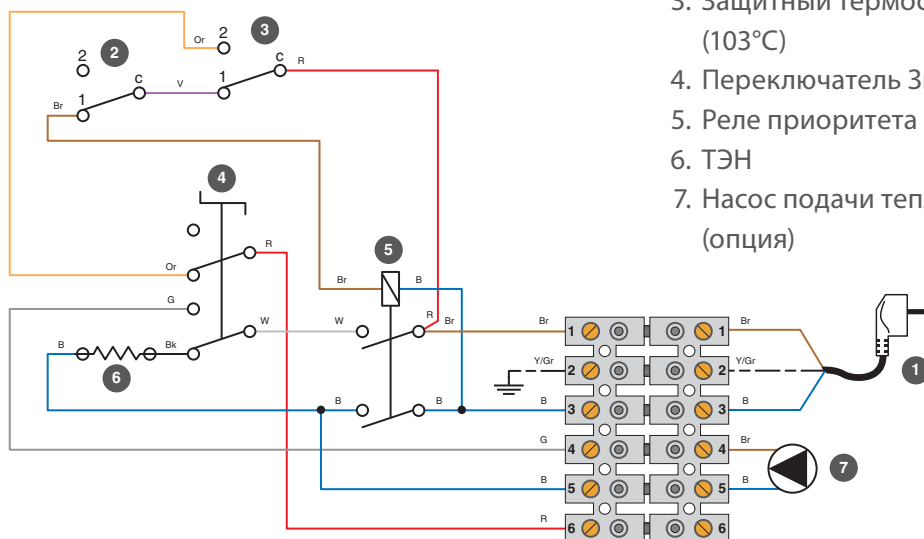 3. Защитный термос
(103°C)
4. Переключатель З
5. Реле приоритета
6. ТЭН
7. Насос подачи теп
(опция)
Or 2 3
2 2
C R
1 C V 1
Br
4
R
Or
G
5
Br B
W W R Br Br 1 1 Br
B Bk
6
Y/Gr 2 2 Y/Gr
1
B B B 3 3 B
G 4 4 Br
7
B 5 5 B
R 6 6